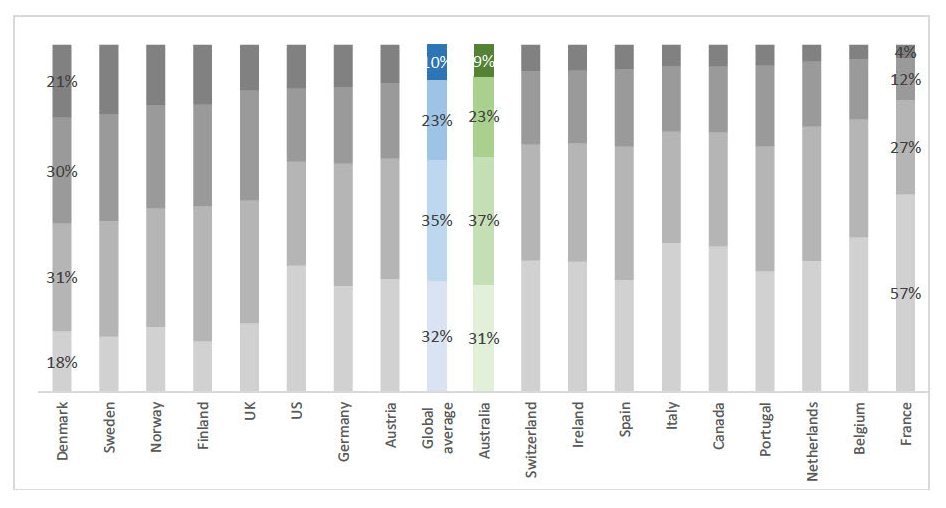 21%
30%
31%
18%
10%
23%
35%
32%
9%
23%
37%
31%
4%
12%
27%
57%
Denmark
Sweden
Norway
Finland
UK
US
Germany
Austria
Global
average
Australia
Switzerland
Ireland
Spain
Italy
Canada
Portugal
Netherlands
Belgium
France